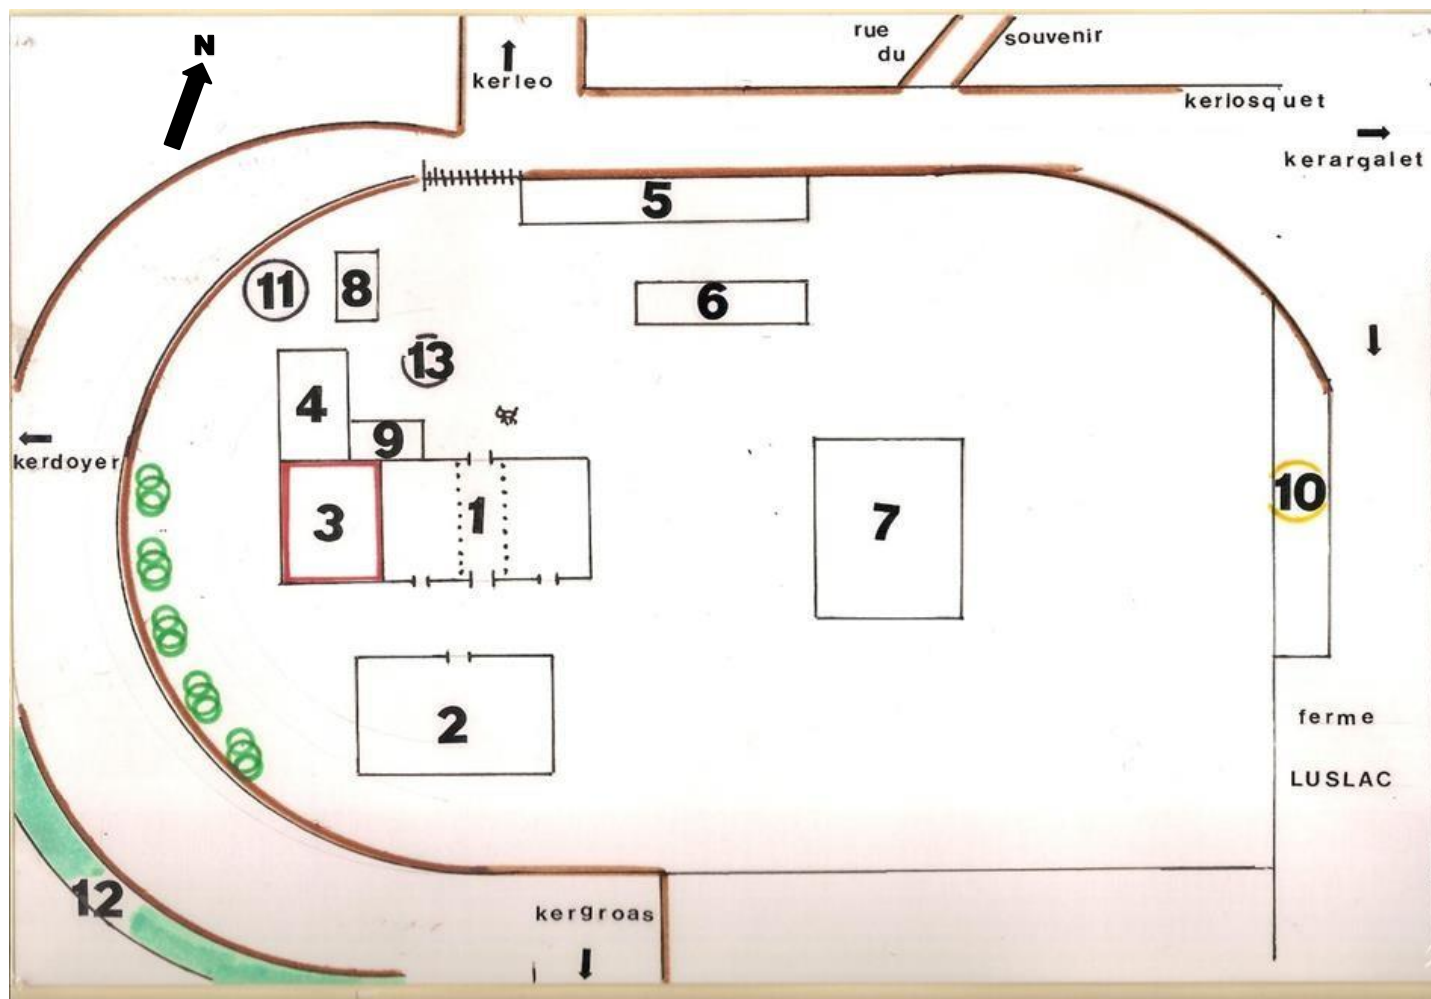 N
rue
du
souvenir
kerleo
kerlosquet
kerargalet
5
11
8
6
13
4
9
kerdoyer
3
1
7
10
2
ferme
LUSLAC
12
kergroas